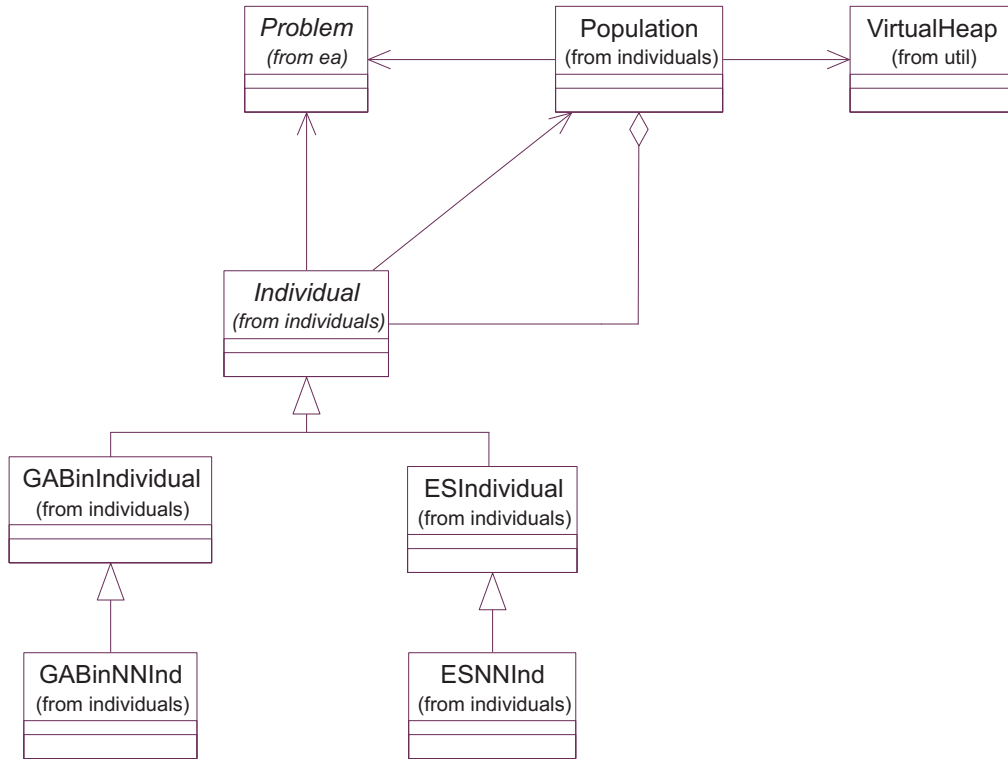 Problem
(from ea)
Population
(from individuals)
VirtualHeap
(from util)
Individual
(from individuals)
GABinIndividual
(from individuals)
ESIndividual
(from individuals)
GABinNNInd
(from individuals)
ESNNInd
(from individuals)